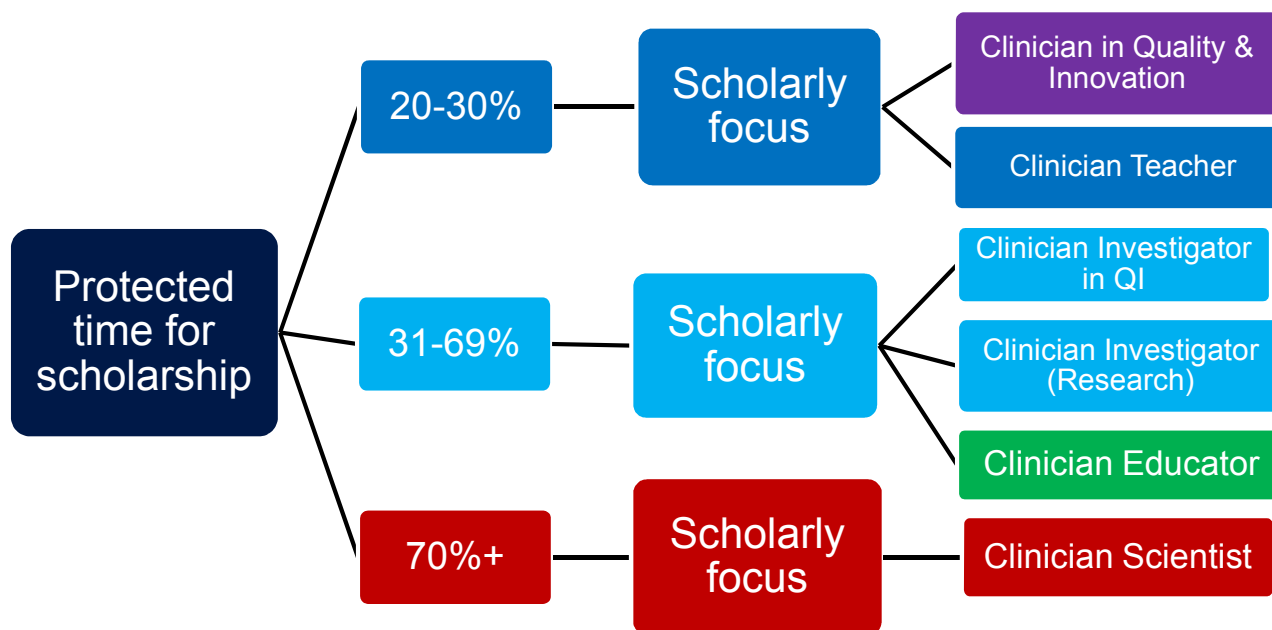 Protected
time for
scholarship
20-30%
Scholarly
focus
Clinician in Quality &
Innovation
Clinician Teacher
31-69%
Scholarly
focus
Clinician Investigator
in QI
Clinician Investigator
(Research)
Clinician Educator
70%+
Scholarly
focus
Clinician Scientist